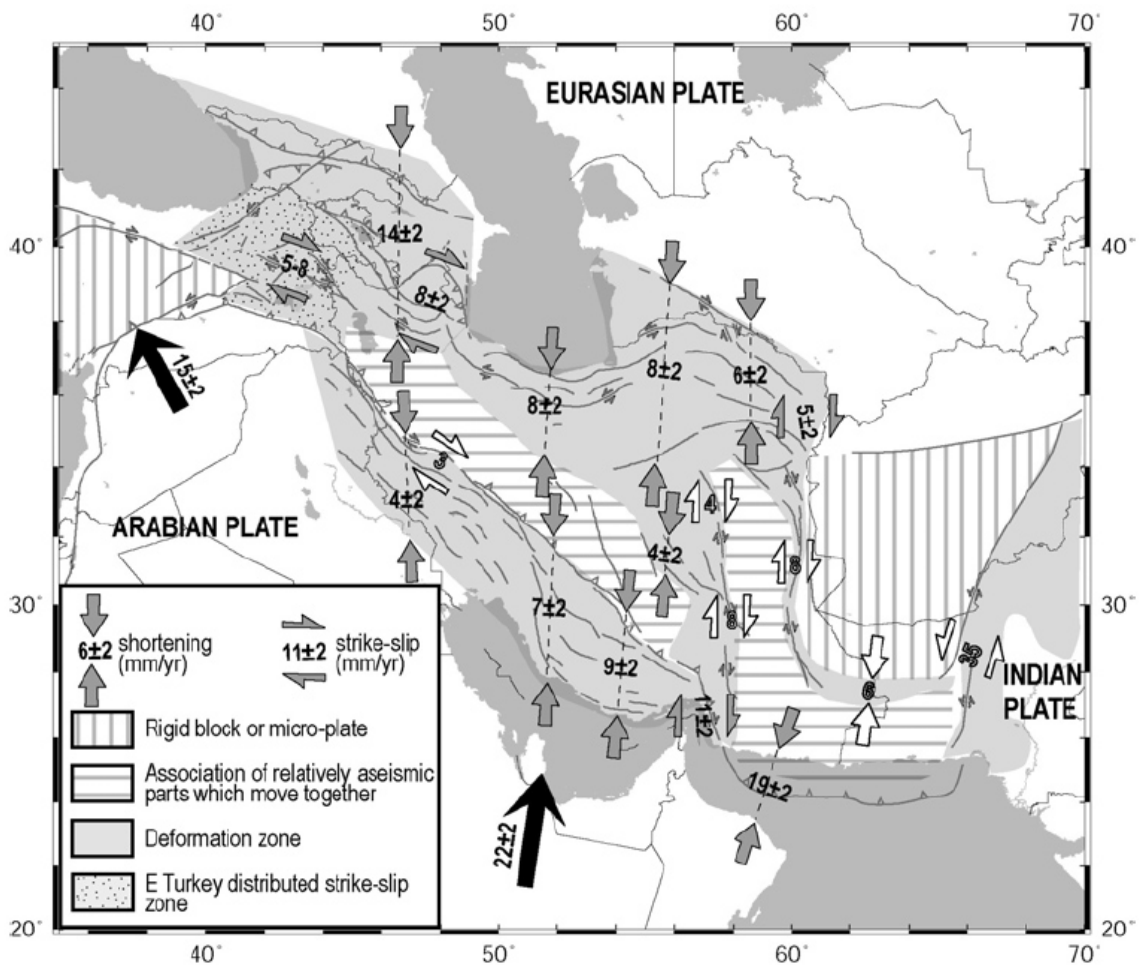 40° 50° 60° 70°
EURASIAN PLATE
14±2
40° 40°
5-8
8±2
15±2
8±2
6±2
8±2
5±2
3
4±2
4
ARABIAN PLATE
4±2
8
30° 30°
7±2
8
35
9±2
6
INDIAN
PLATE
11±2
19±2
22±2
shortening
6±2 (mm/yr)
strike-slip
11±2 (mm/yr)
Rigid block or micro-plate
Association of relatively aseismic
parts which move together
Deformation zone
E Turkey distributed strike-slip
zone
20° 20°
40° 50° 60° 70°